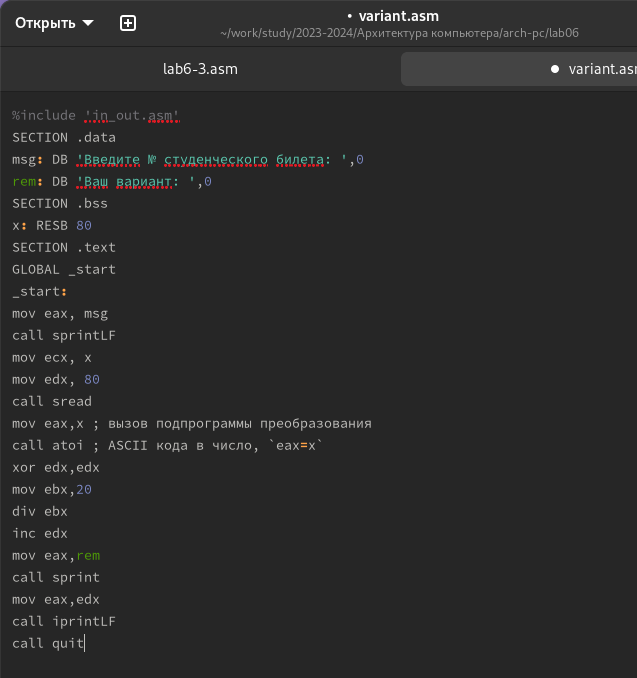 Открыть
• variant.asm
~/work/study/2023-2024/Архитектура компьютера/arch-pc/lab06
lab6-3.asm
● variant.asm
%include 'in_out.asm'
SECTION .data
msg: DB 'Введите № студенческого билета: ',0
rem: DB 'Ваш вариант: ',0
SECTION .bss
x: RESB 80
SECTION .text
GLOBAL _start
_start:
mov eax, msg
call sprintLF
mov ecx, x
mov edx, 80
call sread
mov eax,x ; вызов подпрограммы преобразования
call atoi ; ASCII кода в число, `eax=x`
xor edx,edx
mov ebx,20
div ebx
inc edx
mov eax,rem
call sprint
mov eax,edx
call iprintLF
call quit